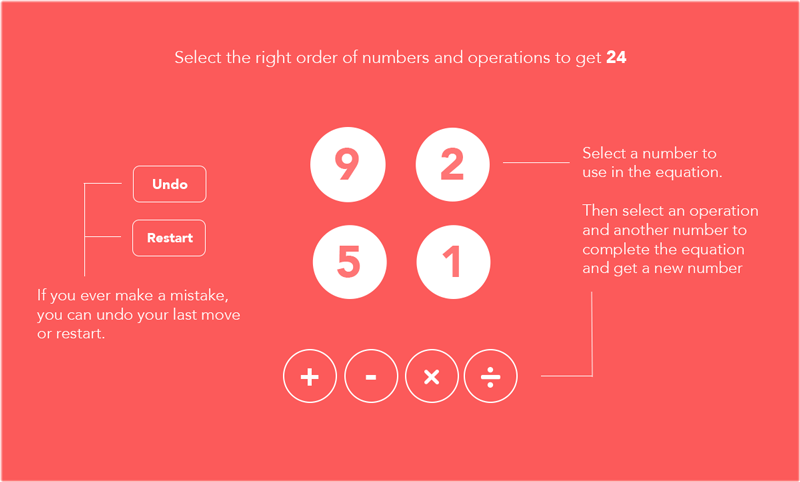 Select the right order of numbers and operations to get 24
9 2
Select a number to
use in the equation.
Undo
Then select an operation
and another number to
complete the equation
and get a new number
Restart
5 1
If you ever make a mistake,
you can undo your last move
or restart.
+ - × ÷